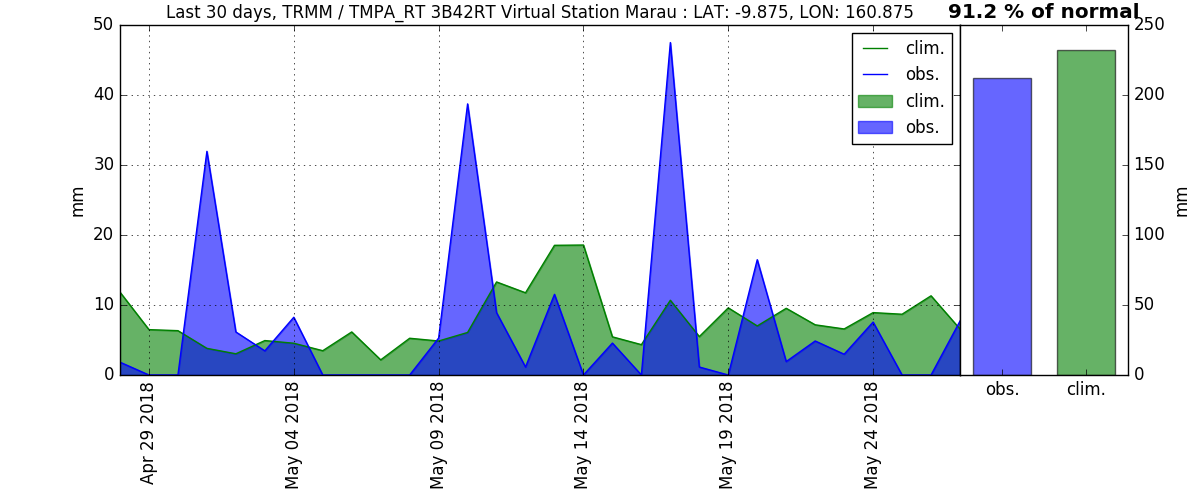 Last 30 days, TRMM / TMPA_RT 3B42RT Virtual Station Marau : LAT: -9.875, LON: 160.875
91.2 % of normal
50
40
30
20
10
0
mm
clim.
obs.
clim.
obs.
250
200
150
100
50
0
mm
Apr 29 2018
May 04 2018
May 09 2018
May 14 2018
May 19 2018
May 24 2018
obs.
clim.